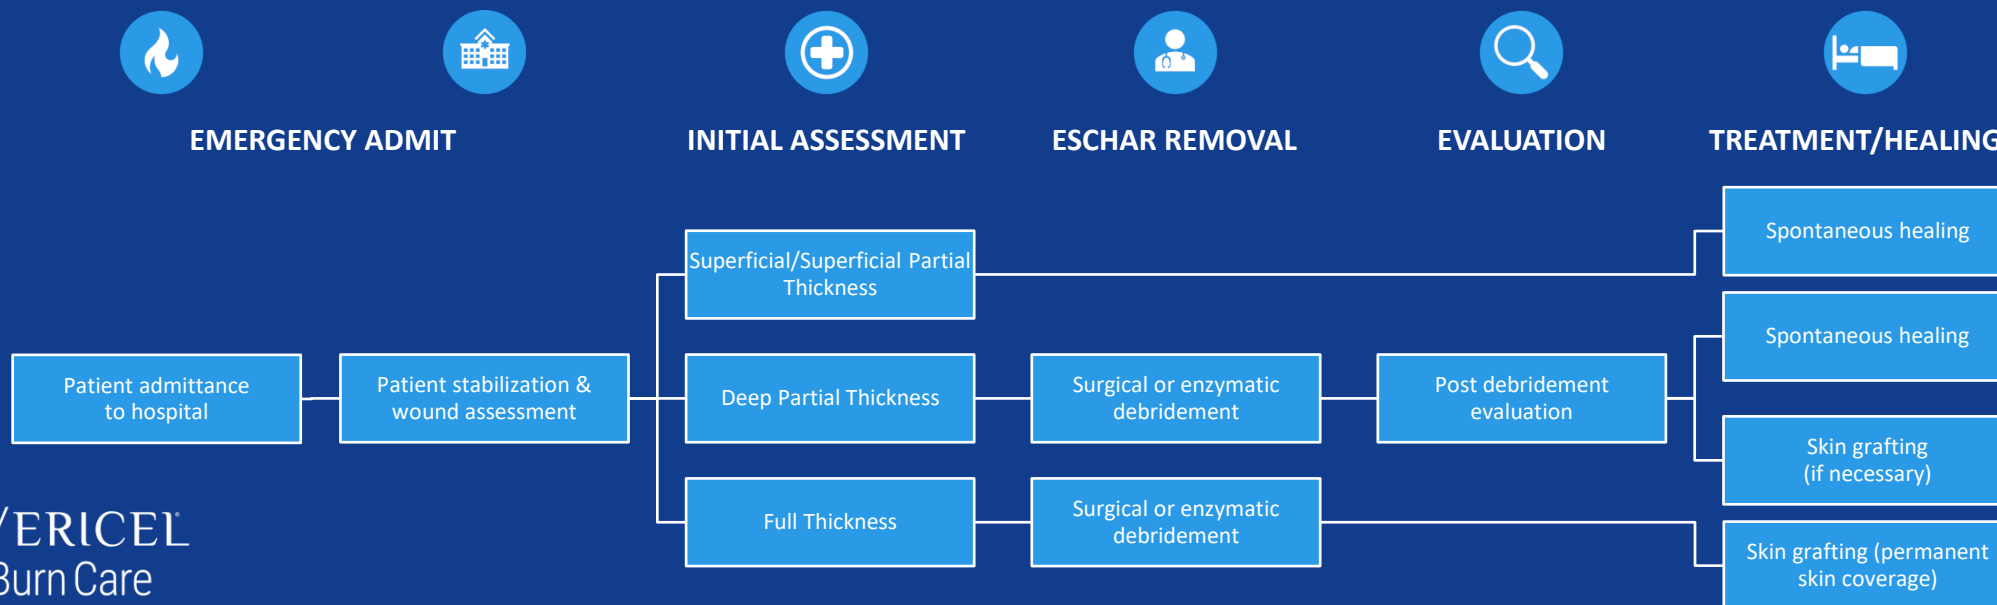 EMERGENCY ADMIT
INITIAL ASSESSMENT
ESCHAR REMOVAL
EVALUATION
TREATMENT/HEALING
Patient admittance
to hospital
Patient stabilization &
wound assessment
Superficial/Superficial Partial
Thickness
Deep Partial Thickness
Full Thickness
Surgical or enzymatic
debridement
Surgical or enzymatic
debridement
Post debridement
evaluation
Spontaneous healing
Spontaneous healing
Skin grafting
(if necessary)
Skin grafting (permanent
skin coverage)
VERICEL
Burn Care